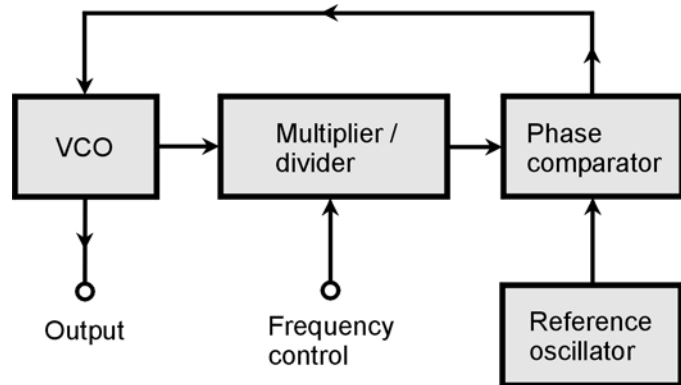 VCO
Multiplier /
divider
Phase
comparator
Output
Frequency
control
Reference
oscillator